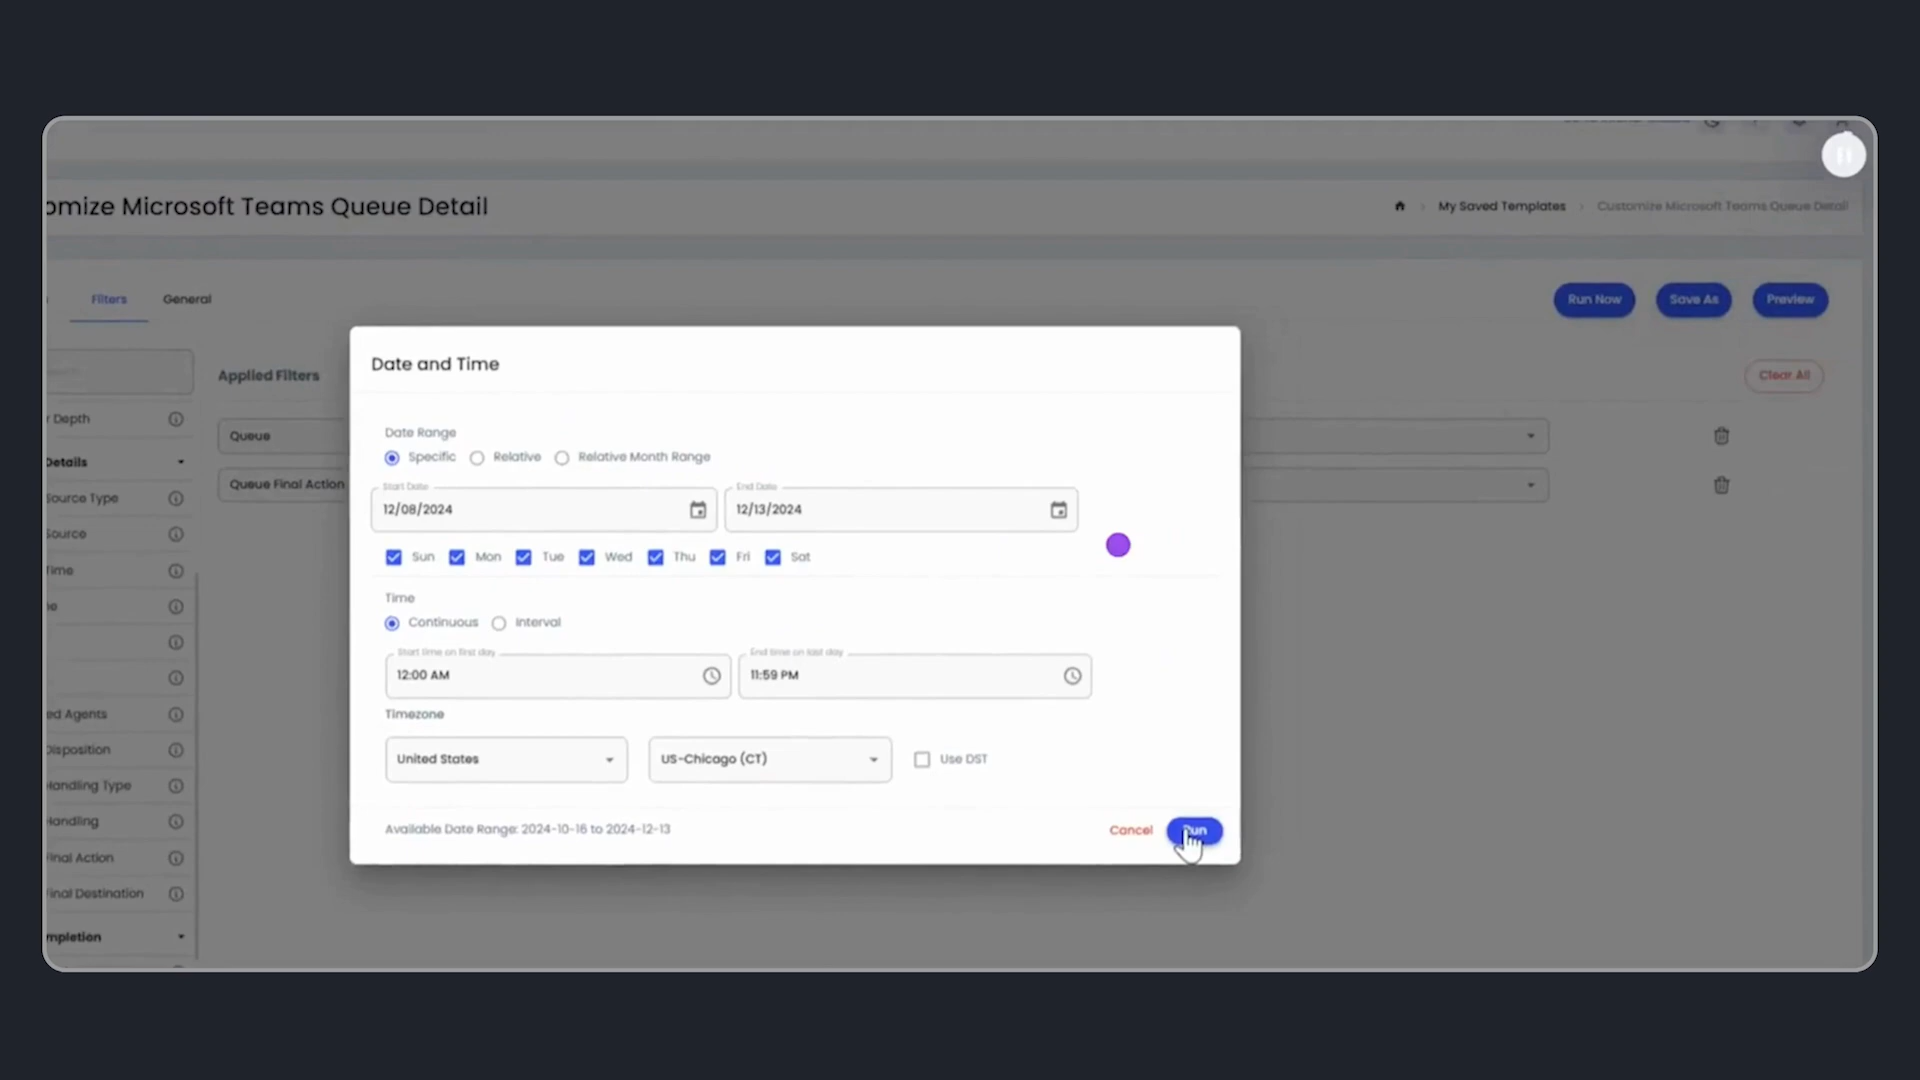 omize Microsoft Teams Queue Detail
My Saved Templates
Customize Microsoft Teams Queue Detail
Filters
General
Run Now
Save As
Preview
Applied Filters
Clear All
Queue
Queue Final Action
r Depth
Details
Source Type
Source
Time
ed Agents
Disposition
Handling Type
Handling
Final Action
Final Destination
mpletion
Date and Time
Date Range
Specific
Relative
Relative Month Range
Start Date
12/08/2024
End Date
12/13/2024
Sun
Mon
Tue
Wed
Thu
Fri
Sat
Time
Continuous
Interval
Start time on first day
12:00 AM
End time on last day
11:59 PM
Timezone
United States
US-Chicago (CT)
Use DST
Available Date Range: 2024-10-16 to 2024-12-13
Cancel
Run